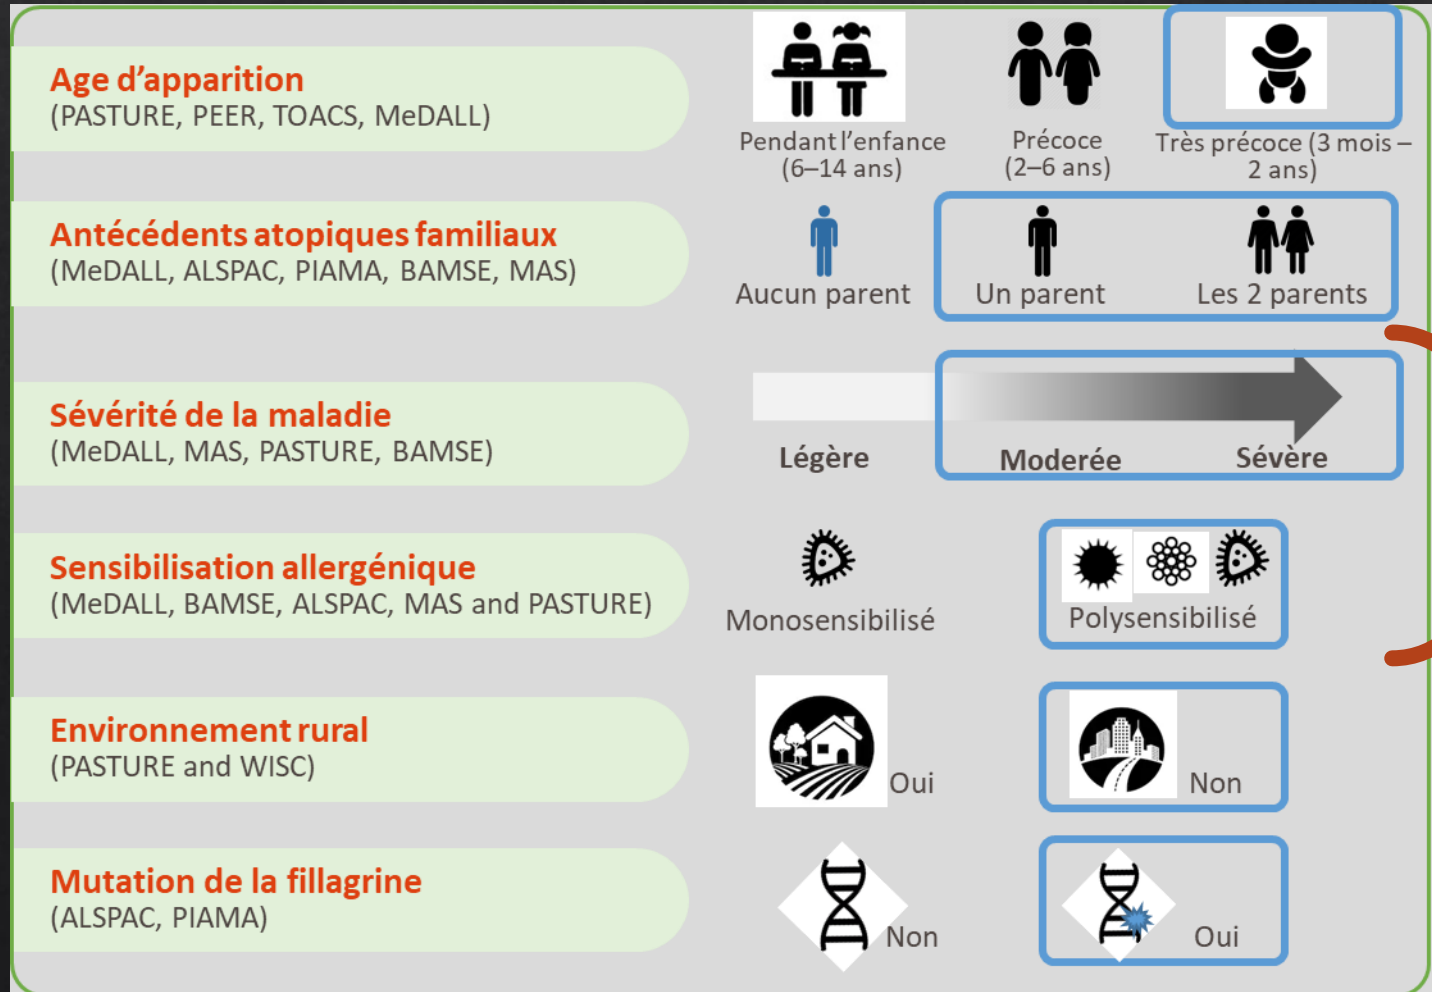 Age d'apparition
(PASTURE, PEER, TOACS, MeDALL)
Pendant l'enfance
(6–14 ans)
Précoce
(2–6 ans)
Très précoce (3 mois –
2 ans)
Antécédents atopiques familiaux
(MeDALL, ALSPAC, PIAMA, BAMSE, MAS)
Aucun parent
Un parent
Les 2 parents
Sévérité de la maladie
(MeDALL, MAS, PASTURE, BAMSE)
Légère
Moderée
Sévère
Sensibilisation allergénique
(MeDALL, BAMSE, ALSPAC, MAS and PASTURE)
Monosensibilisé
Polysensibilisé
Environnement rural
(PASTURE and WISC)
Oui
Non
Mutation de la fillagrine
(ALSPAC, PIAMA)
Non
Oui